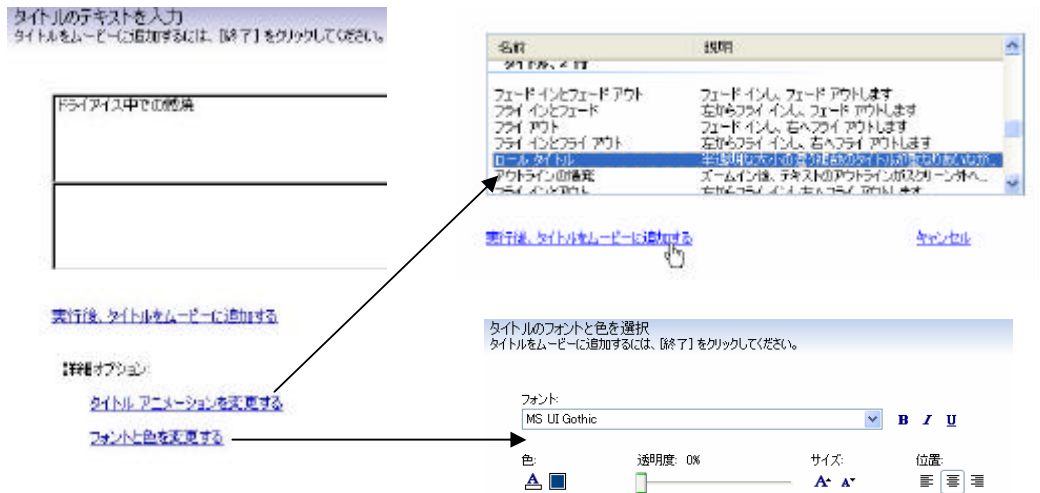 タイトルのテキストを入力
タイトルをムービーに追加するには、[終了] をクリックしてください。
ドライアイス中での燃焼
実行後、タイトルをムービーに追加する
詳細オプション:
タイトル アニメーションを変更する
フォントと色を変更する
名前 説明
タイトル、2 行
フェード インとフェード アウト フェード インし、フェード アウトします
フライ インとフェード 左からフライ インし、フェード アウトします
フライ アウト フェード インし、右へフライ アウトします
フライ インとフライ アウト 左からフライ インし、右へフライ アウトします
ロール タイトル 半透明な大小の
アウトラインの描充 ズームイン後、テキストのアウトラインがスクリーン外へ...
実行後、タイトルをムービーに追加する キャンセル
タイトルのフォントと色を選択
タイトルをムービーに追加するには、[終了] をクリックしてください。
フォント:
MS UI Gothic B I U
色: 透明度: 0% サイズ: 位置:
A A A